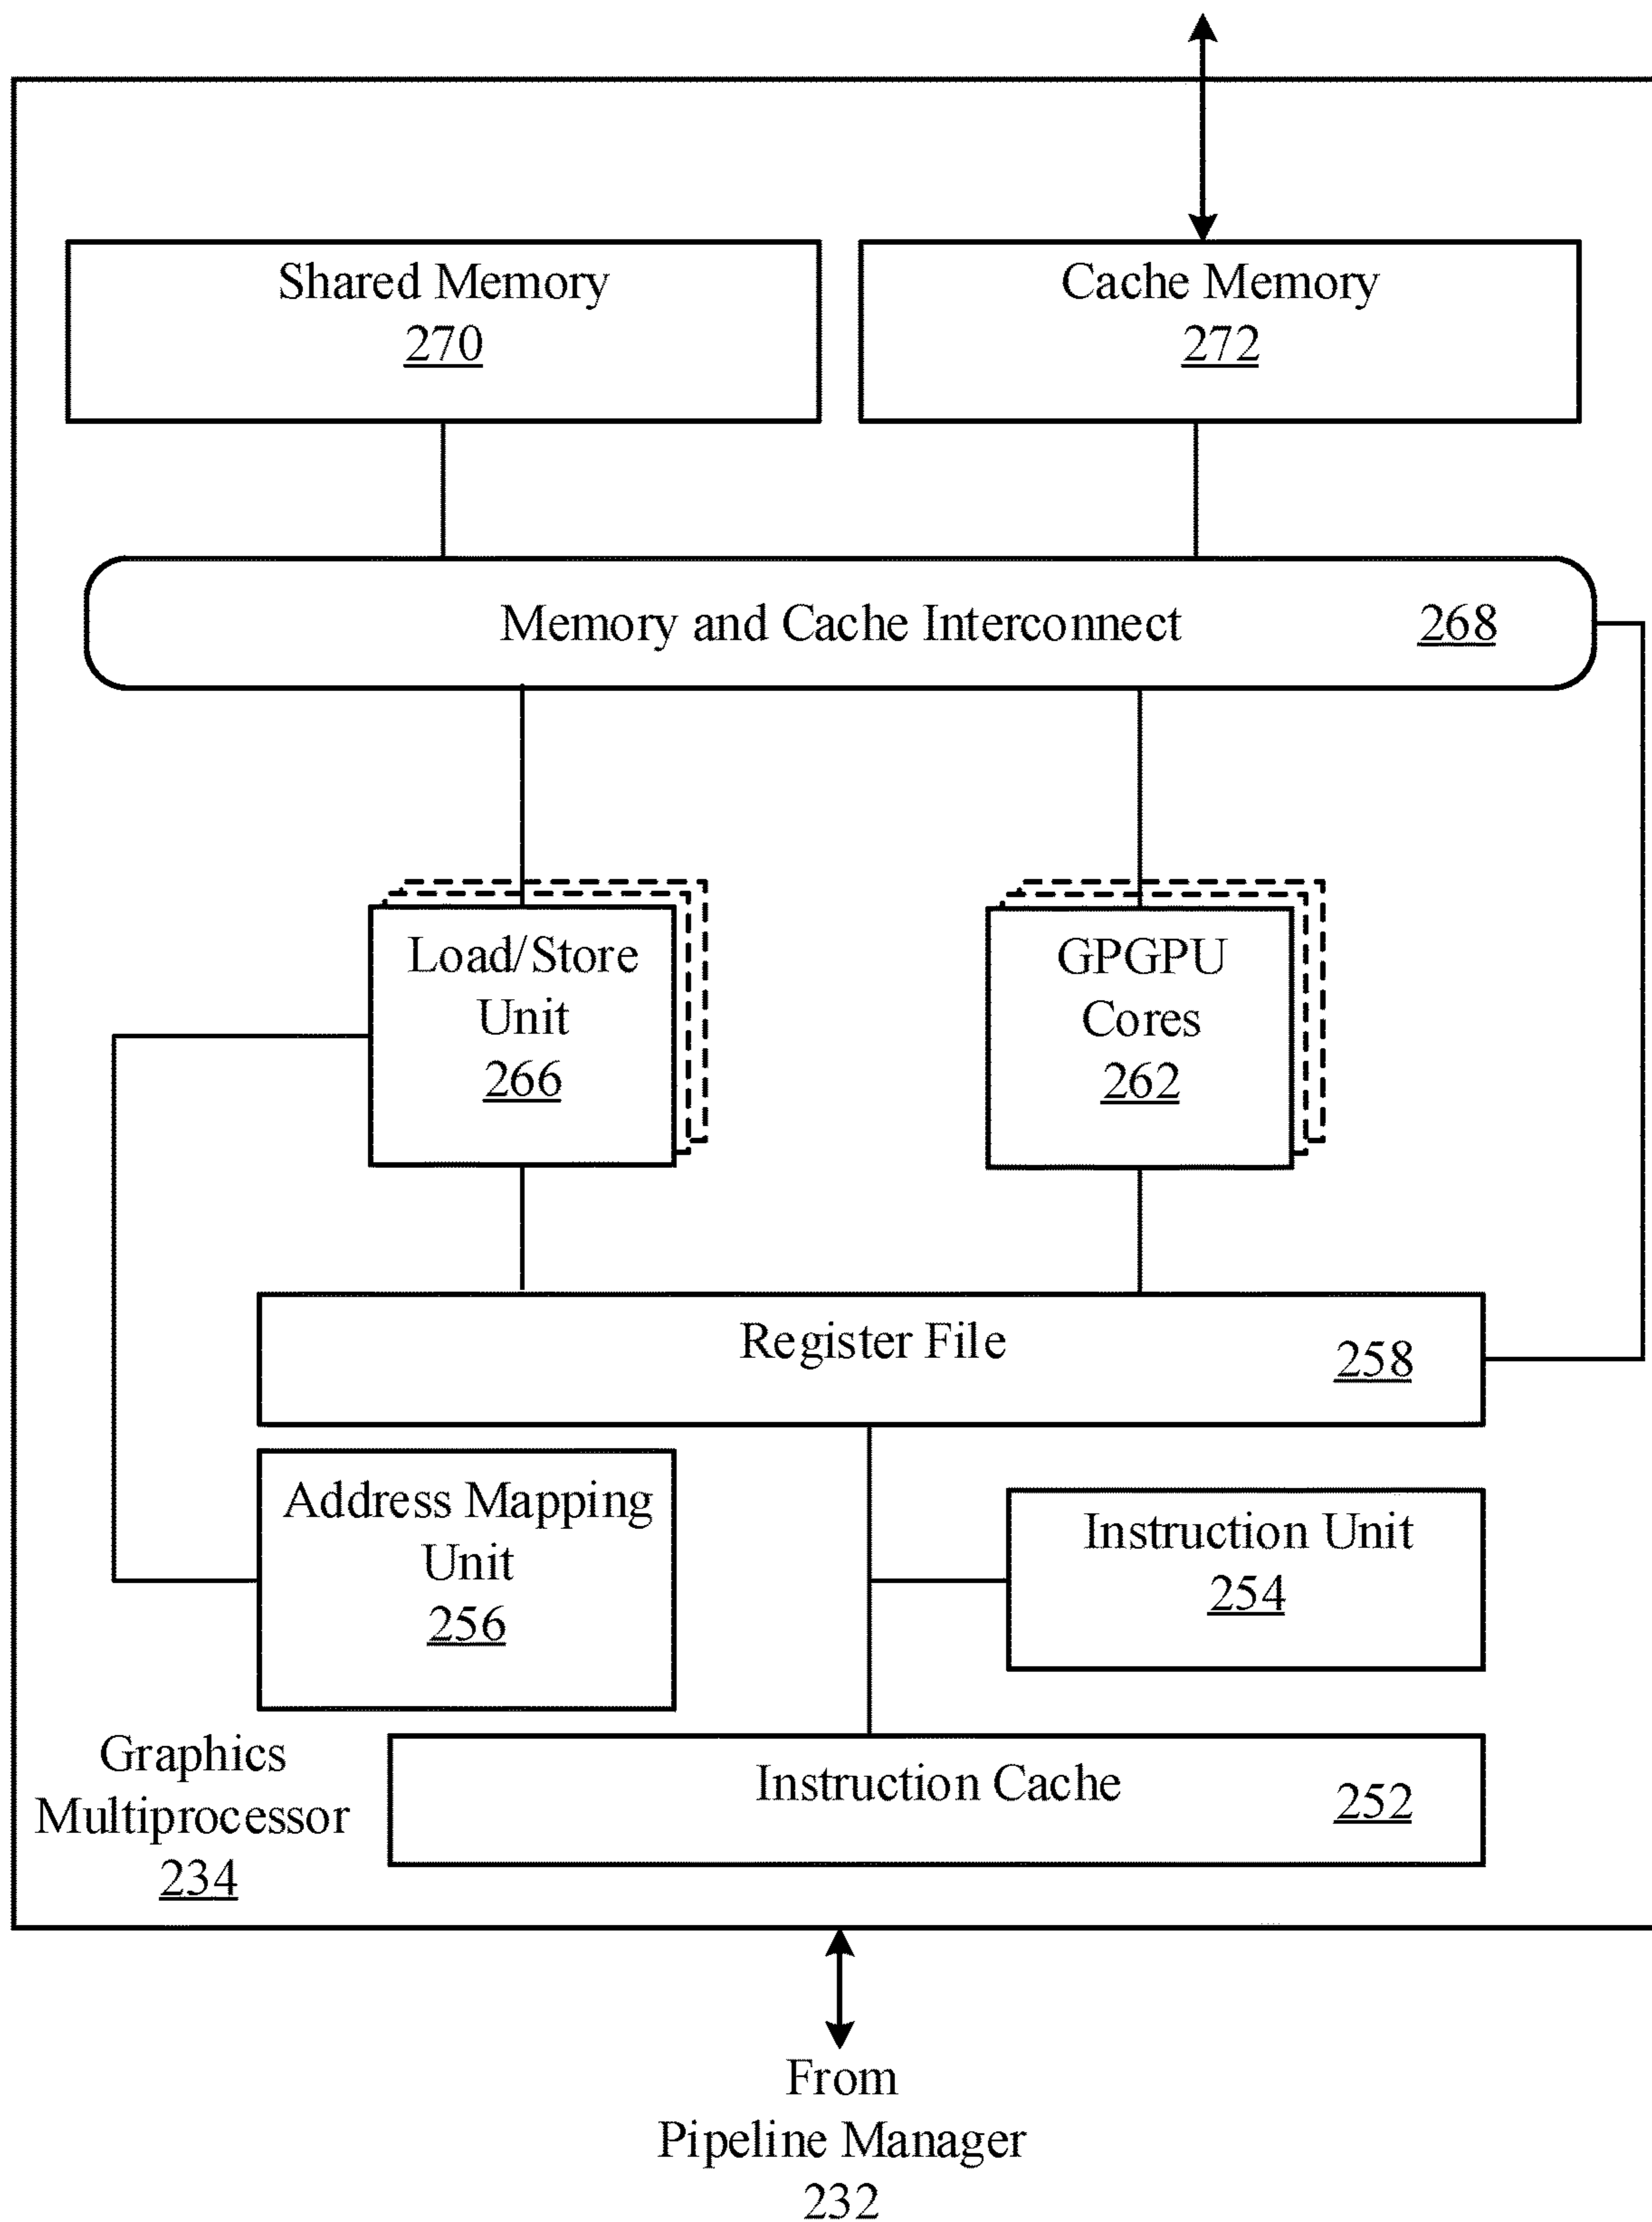 Shared Memory
270
Cache Memory
272
Memory and Cache Interconnect 268
Load/Store
Unit
266
GPGPU
Cores
262
Register File 258
Address Mapping
Unit
256
Instruction Unit
254
Graphics
Multiprocessor
234
Instruction Cache 252
From
Pipeline Manager
232